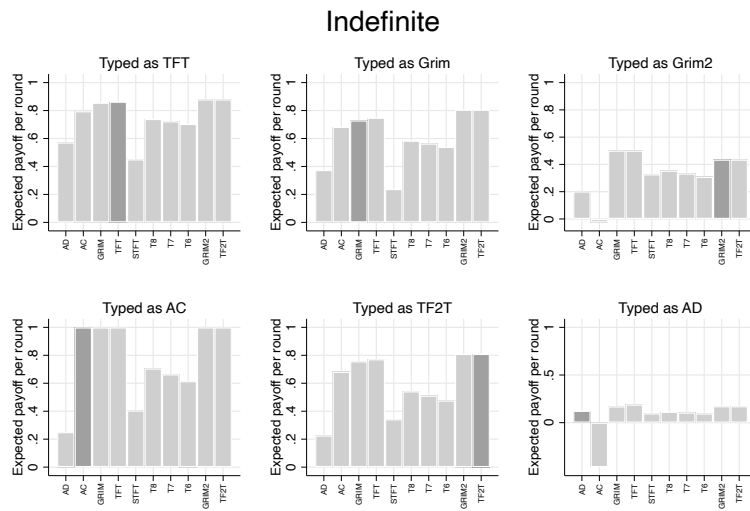 Indefinite
Typed as TFT
Expected payoff per round
0 .2 .4 .6 .8 1
AD AC GRIM TFT STFT T8 T7 T6 GRIM2 TF2T
Typed as Grim
Expected payoff per round
0 .2 .4 .6 .8 1
AD AC GRIM TFT STFT T8 T7 T6 GRIM2 TF2T
Typed as Grim2
Expected payoff per round
0 .2 .4 .6 .8 1
AD AC GRIM TFT STFT T8 T7 T6 GRIM2 TF2T
Typed as AC
Expected payoff per round
0 .2 .4 .6 .8 1
AD AC GRIM TFT STFT T8 T7 T6 GRIM2 TF2T
Typed as TF2T
Expected payoff per round
0 .2 .4 .6 .8 1
AD AC GRIM TFT STFT T8 T7 T6 GRIM2 TF2T
Typed as AD
Expected payoff per round
0 .5 1
AD AC GRIM TFT STFT T8 T7 T6 GRIM2 TF2T